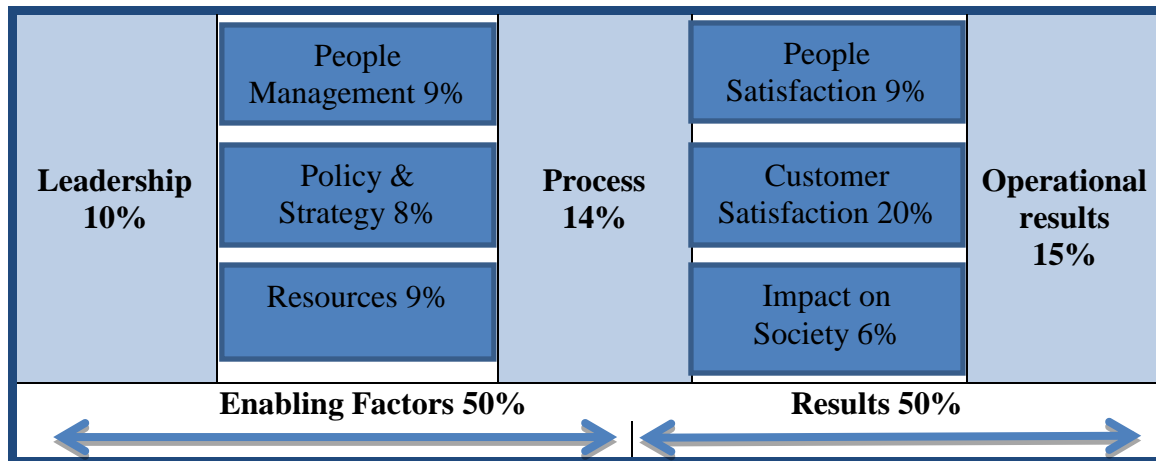 Leadership
10%
People
Management 9%
Policy &
Strategy 8%
Resources 9%
Process
14%
People
Satisfaction 9%
Customer
Satisfaction 20%
Impact on
Society 6%
Operational
results
15%
Enabling Factors 50%
Results 50%